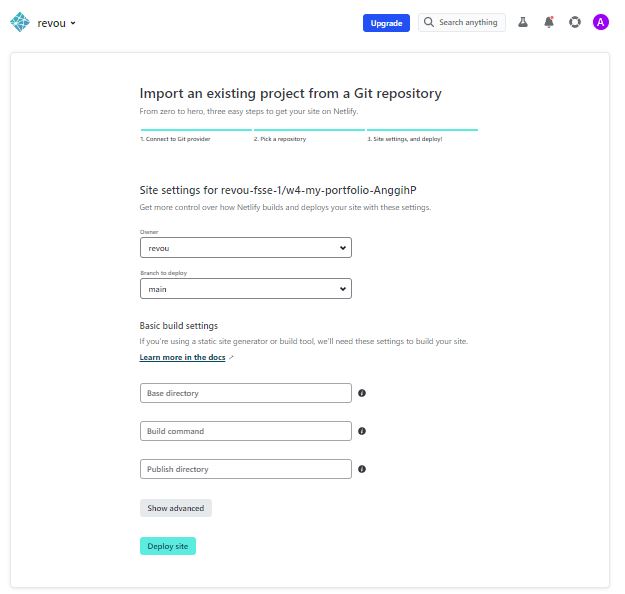 revou
Upgrade
Search anything
A
Import an existing project from a Git repository
From zero to hero, three easy steps to get your site on Netlify.
1. Connect to Git provider
2. Pick a repository
3. Site settings, and deploy!
Site settings for revou-fsse-1/w4-my-portfolio-AnggihP
Get more control over how Netlify builds and deploys your site with these settings.
Owner
revou
Branch to deploy
main
Basic build settings
If you're using a static site generator or build tool, we'll need these settings to build your site.
Learn more in the docs
Base directory
Build command
Publish directory
Show advanced
Deploy site